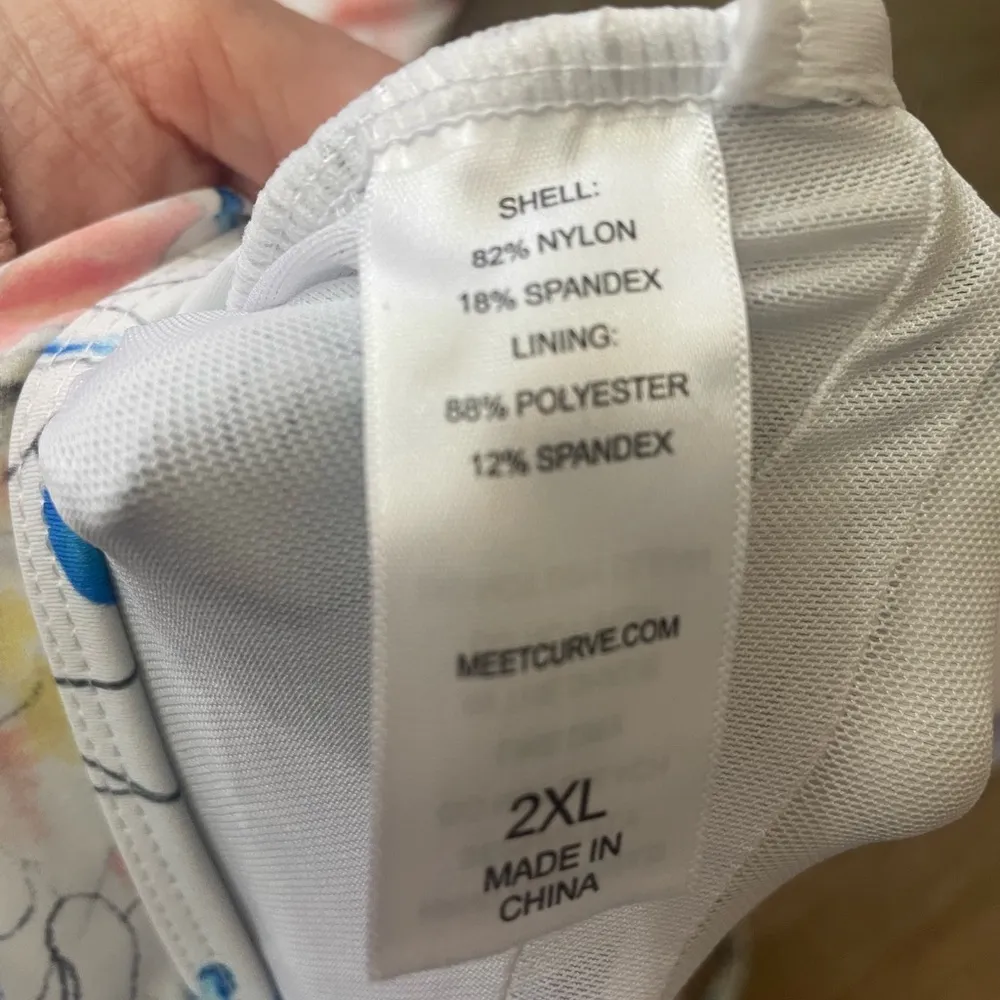 SHELL:
82% NYLON
18% SPANDEX
LINING:
88% POLYESTER
12% SPANDEX
MEETCURVE.COM
2XL
MADE IN
CHINA